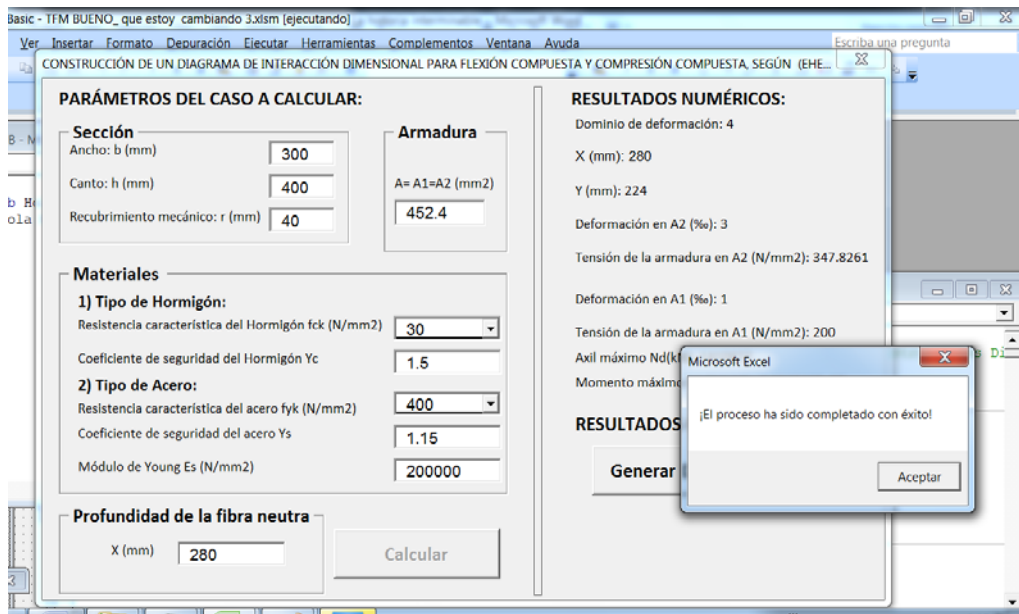 Basic - TFM BUENO_ que estoy cambiando 3.xlsm [ejecutando]
Ver Insertar Formato Depuración Ejecutar Herramientas Complementos Ventana Ayuda
Escriba una pregunta
CONSTRUCCIÓN DE UN DIAGRAMA DE INTERACCIÓN DIMENSIONAL PARA FLEXIÓN COMPUESTA Y COMPRESIÓN COMPUESTA, SEGÚN (EHE...
PARÁMETROS DEL CASO A CALCULAR:
Sección
Ancho: b (mm)
300
Canto: h (mm)
400
Recubrimiento mecánico: r (mm)
40
Armadura
A= A1=A2 (mm2)
452.4
Materiales
1) Tipo de Hormigón:
Resistencia característica del Hormigón fck (N/mm2)
30
Coeficiente de seguridad del Hormigón Yc
1.5
2) Tipo de Acero:
Resistencia característica del acero fyk (N/mm2)
400
Coeficiente de seguridad del acero Ys
1.15
Módulo de Young Es (N/mm2)
200000
Profundidad de la fibra neutra
X (mm)
280
Calcular
RESULTADOS NUMÉRICOS:
Dominio de deformación: 4
X (mm): 280
Y (mm): 224
Deformación en A2 (‰): 3
Tensión de la armadura en A2 (N/mm2): 347.8261
Deformación en A1 (‰): 1
Tensión de la armadura en A1 (N/mm2): 200
Axil máximo Nd(k
Momento máximo
RESULTADOS
Generar
Microsoft Excel
¡El proceso ha sido completado con éxito!
Aceptar